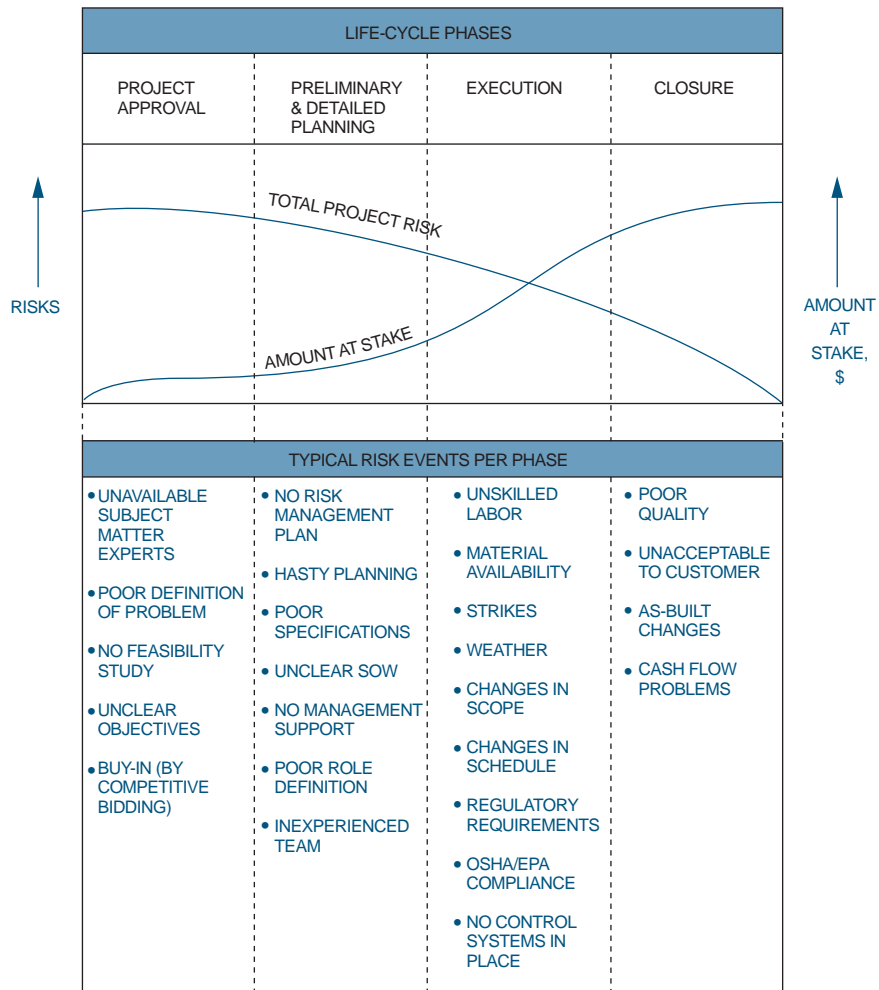 LIFE-CYCLE PHASES
PROJECT
APPROVAL
PRELIMINARY
& DETAILED
PLANNING
EXECUTION
CLOSURE
TOTAL PROJECT RISK
AMOUNT AT STAKE
RISKS
AMOUNT
AT
STAKE,
$
TYPICAL RISK EVENTS PER PHASE
• UNAVAILABLE
SUBJECT
MATTER
EXPERTS
• POOR DEFINITION
OF PROBLEM
• NO FEASIBILITY
STUDY
• UNCLEAR
OBJECTIVES
• BUY-IN (BY
COMPETITIVE
BIDDING)
• NO RISK
MANAGEMENT
PLAN
• HASTY PLANNING
• POOR
SPECIFICATIONS
• UNCLEAR SOW
• NO MANAGEMENT
SUPPORT
• POOR ROLE
DEFINITION
• INEXPERIENCED
TEAM
• UNSKILLED
LABOR
• MATERIAL
AVAILABILITY
• STRIKES
• WEATHER
• CHANGES IN
SCOPE
• CHANGES IN
SCHEDULE
• REGULATORY
REQUIREMENTS
• OSHA/EPA
COMPLIANCE
• NO CONTROL
SYSTEMS IN
PLACE
• POOR
QUALITY
• UNACCEPTABLE
TO CUSTOMER
• AS-BUILT
CHANGES
• CASH FLOW
PROBLEMS